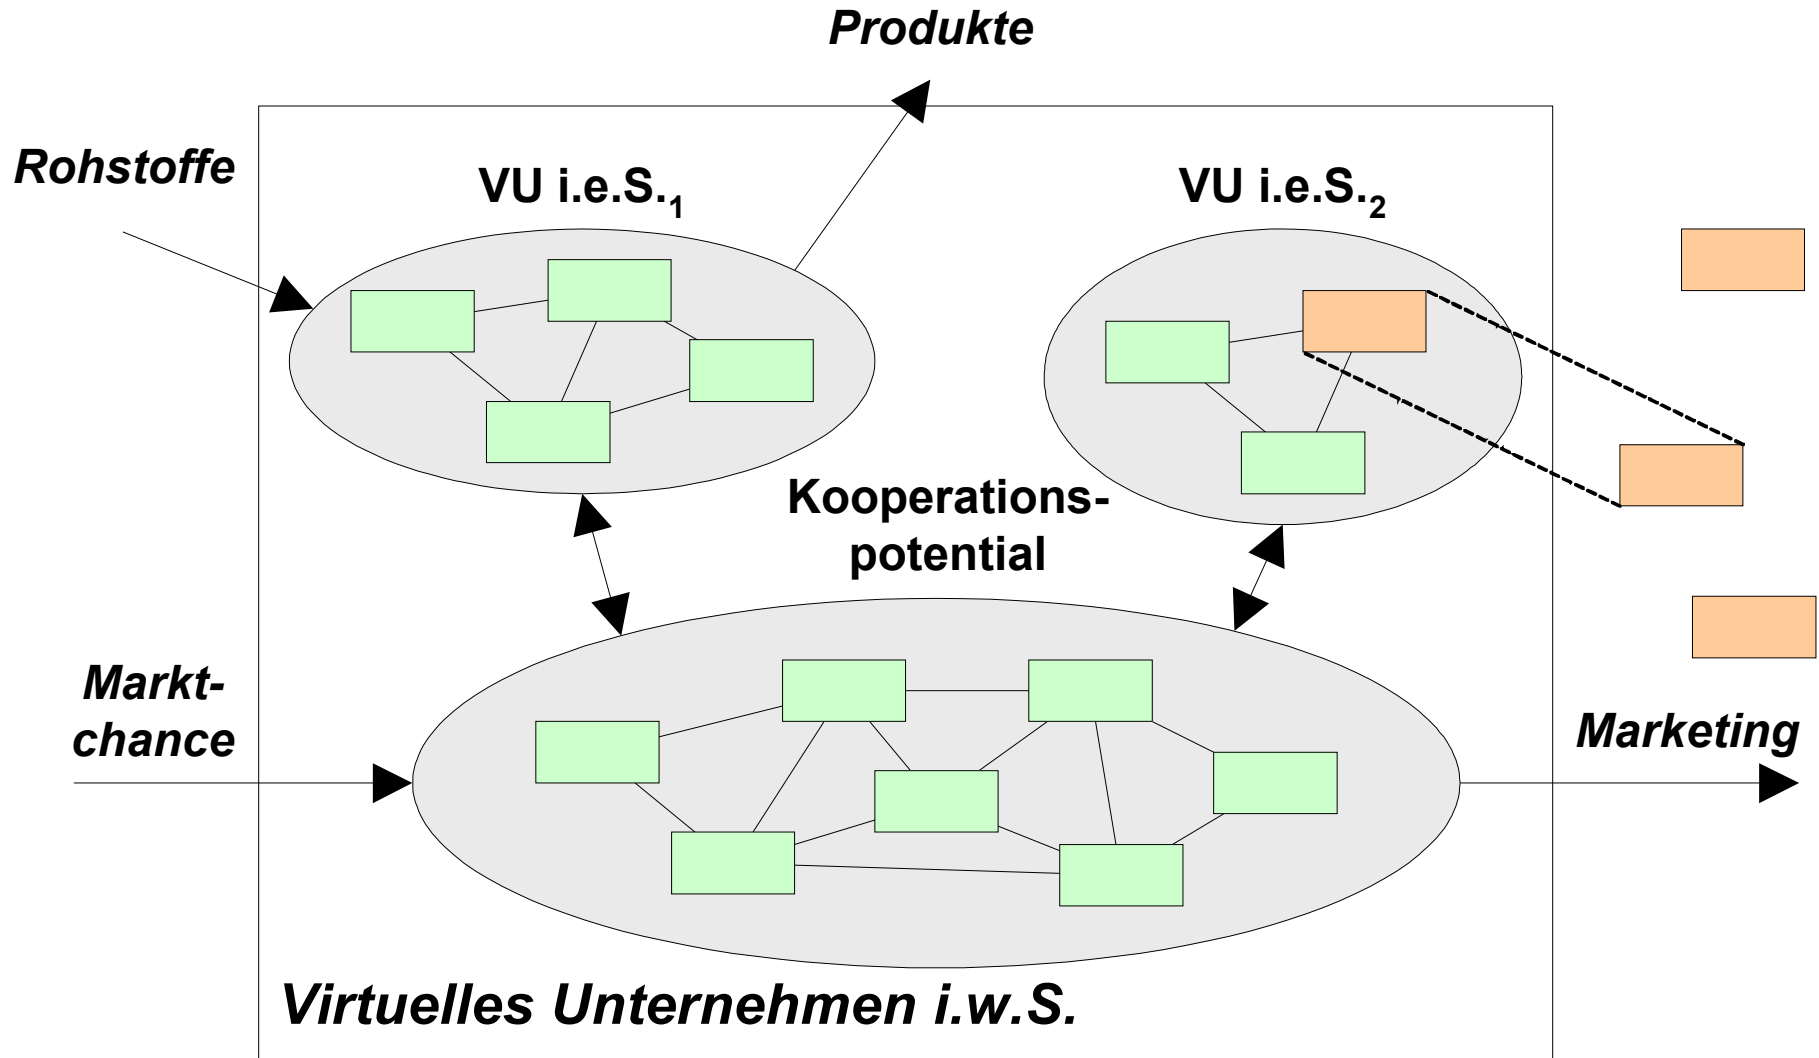 Produkte
Rohstoffe
VU i.e.S.1
VU i.e.S.2
Kooperations-
potential
Markt-
chance
Marketing
Virtuelles Unternehmen i.w.S.